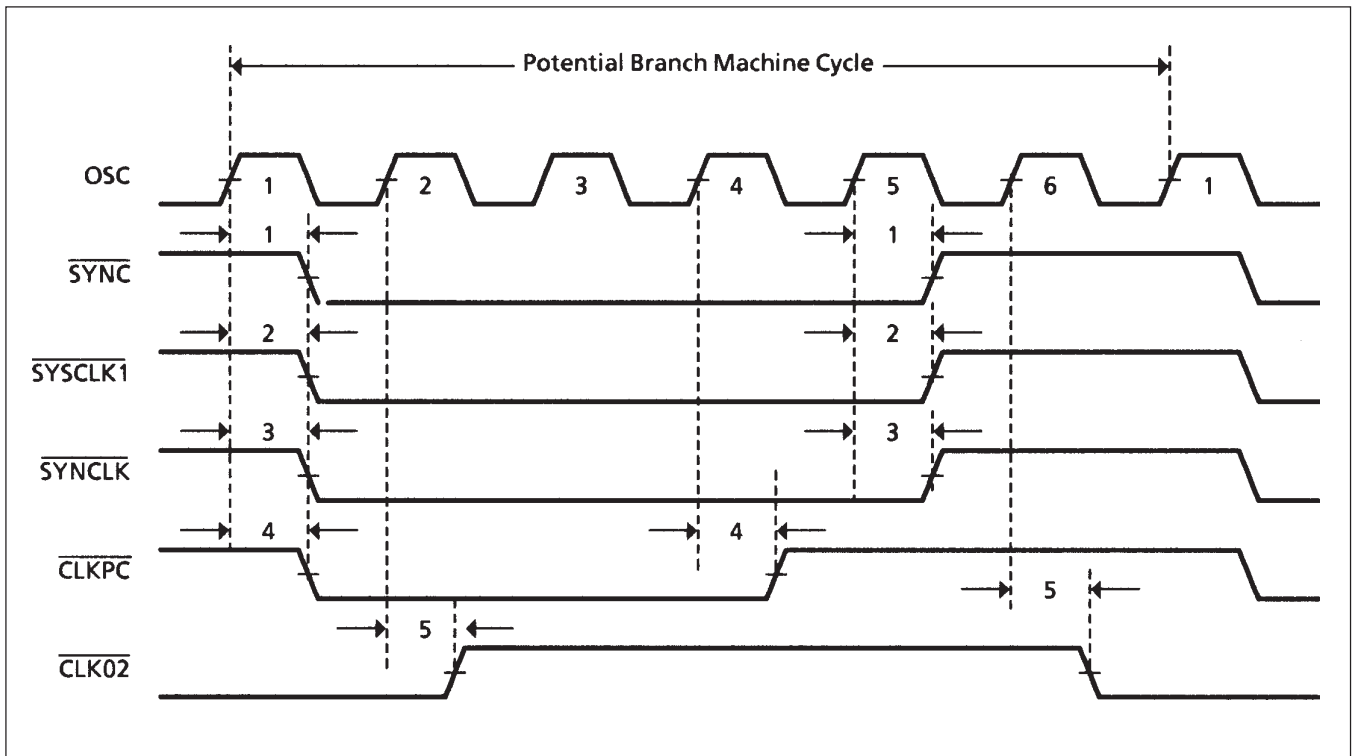 Potential Branch Machine Cycle
OSC 1 2 3 4 5 6 1
1 1
SYNC
2 2
SYSCLK1
3 3
SYNCLK
4 4
CLKPC
5
5
CLK02